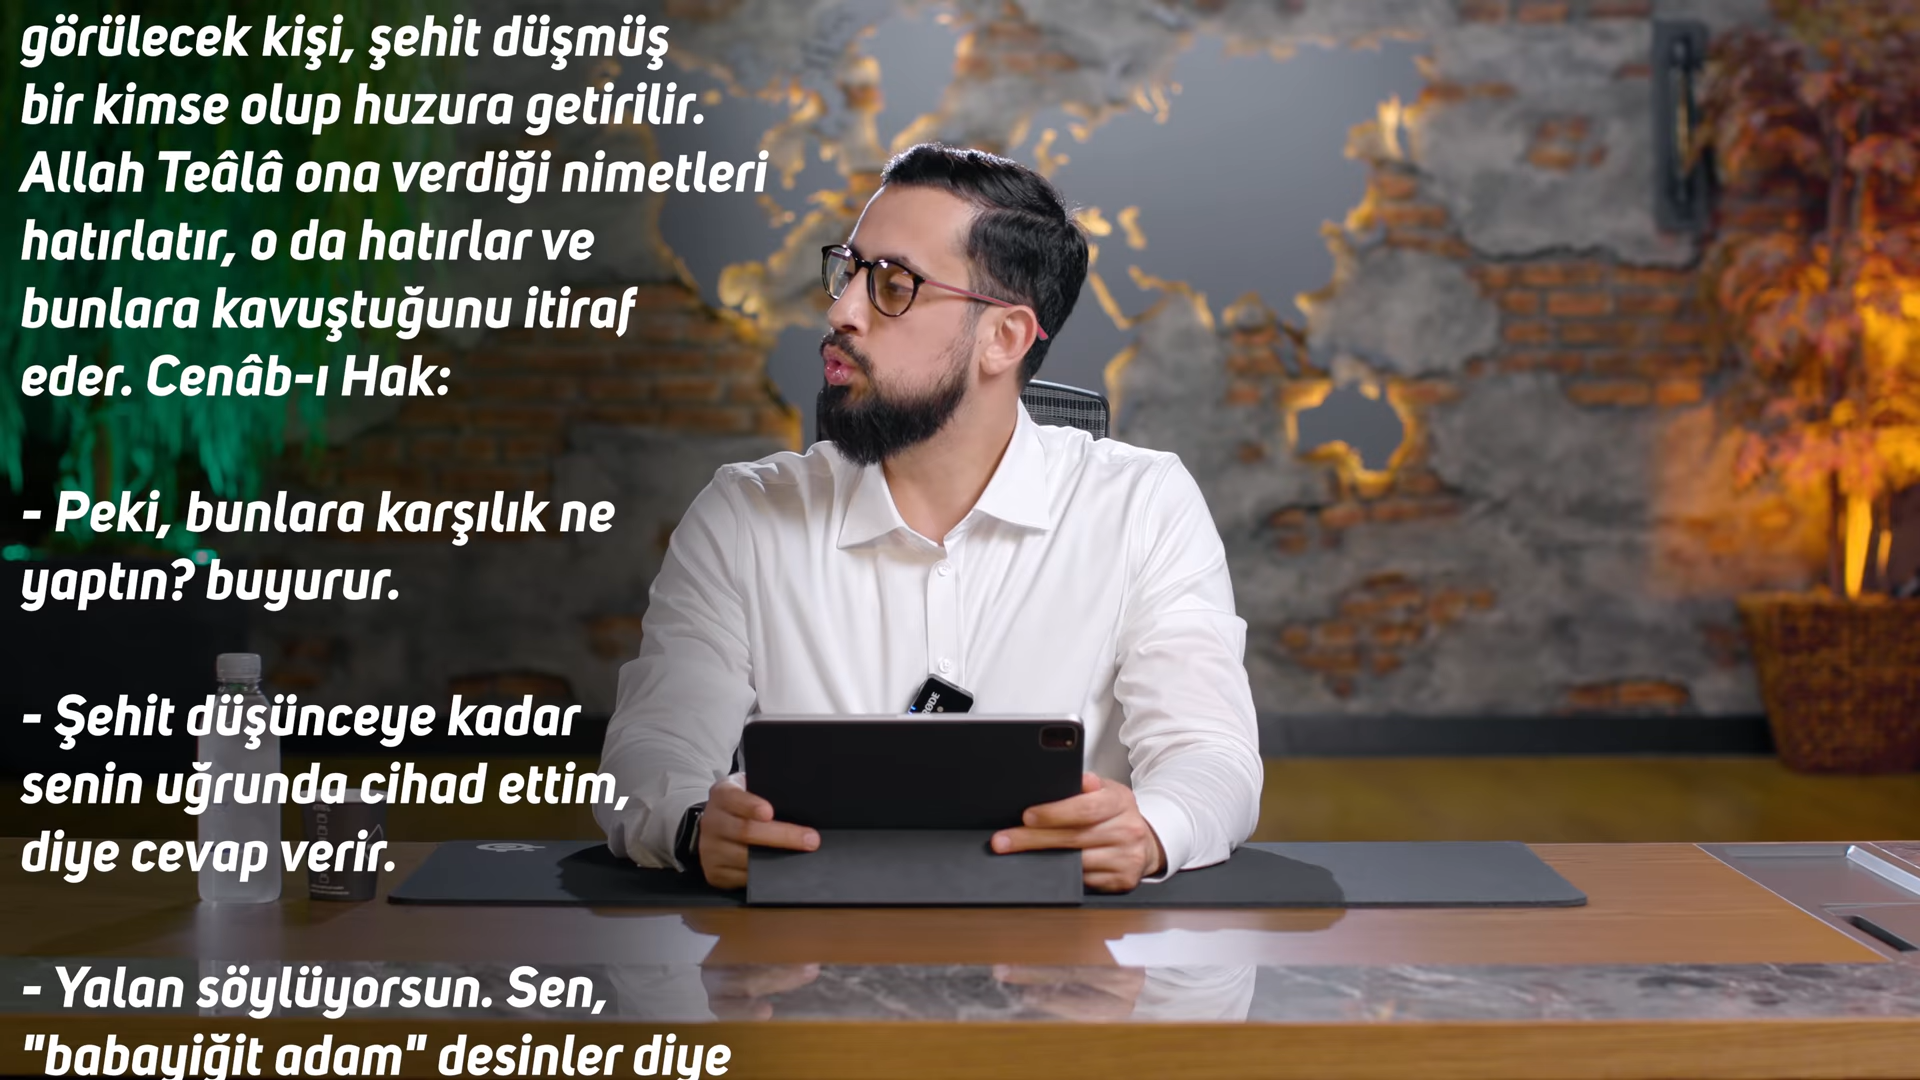 görülecek kişi, şehit düşmüş
bir kimse olup huzura getirilir.
Allah Teâlâ ona verdiği nimetleri
hatırlatır, o da hatırlar ve
bunlara kavuştuğunu itiraf
eder. Cenâb-ı Hak:
- Peki, bunlara karşılık ne
yaptın? buyurur.
- Şehit düşünceye kadar
senin uğrunda cihad ettim,
diye cevap verir.
- Yalan söylüyorsun. Sen,
"babayiğit adam" desinler diye
RØDE